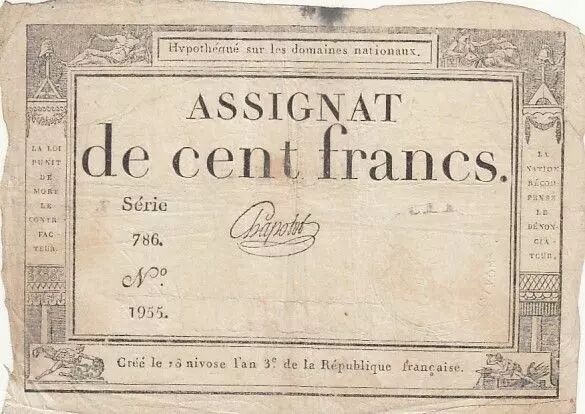 Hypothéqué sur les domaines nationaux.
ASSIGNAT
de cent francs.
LA LOI
PUNIT
DE
MORT
LE
CONTRE
FAC-
TEUR.
LA
NATION
RÉCOM
PENSE
LE
DÉNON-
CIA-
TEUR.
Série
786.
Chapotot
N.º
1955.
Créé le 18 nivose l'an 3.e de la République française.